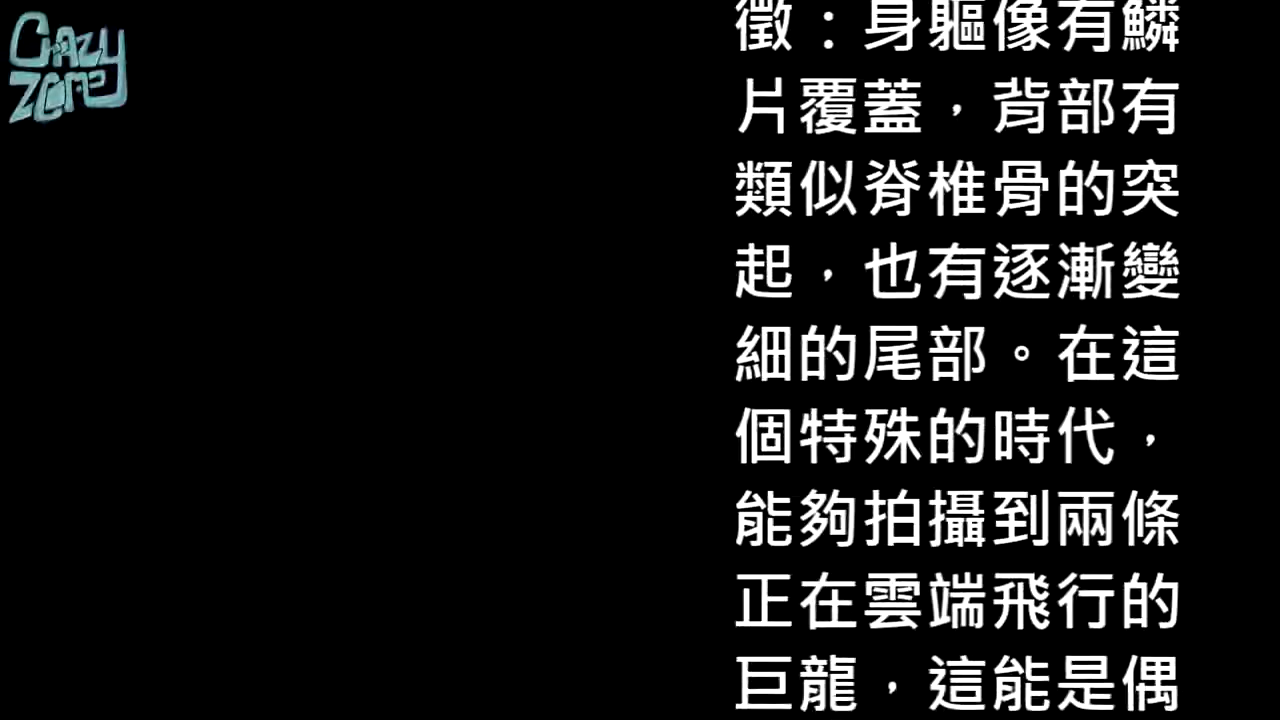 CRAZY
ZONE
徵：身軀像有鱗
片覆蓋，背部有
類似脊椎骨的突
起，也有逐漸變
細的尾部。在這
個特殊的時代，
能夠拍攝到兩條
正在雲端飛行的
巨龍，這能是偶